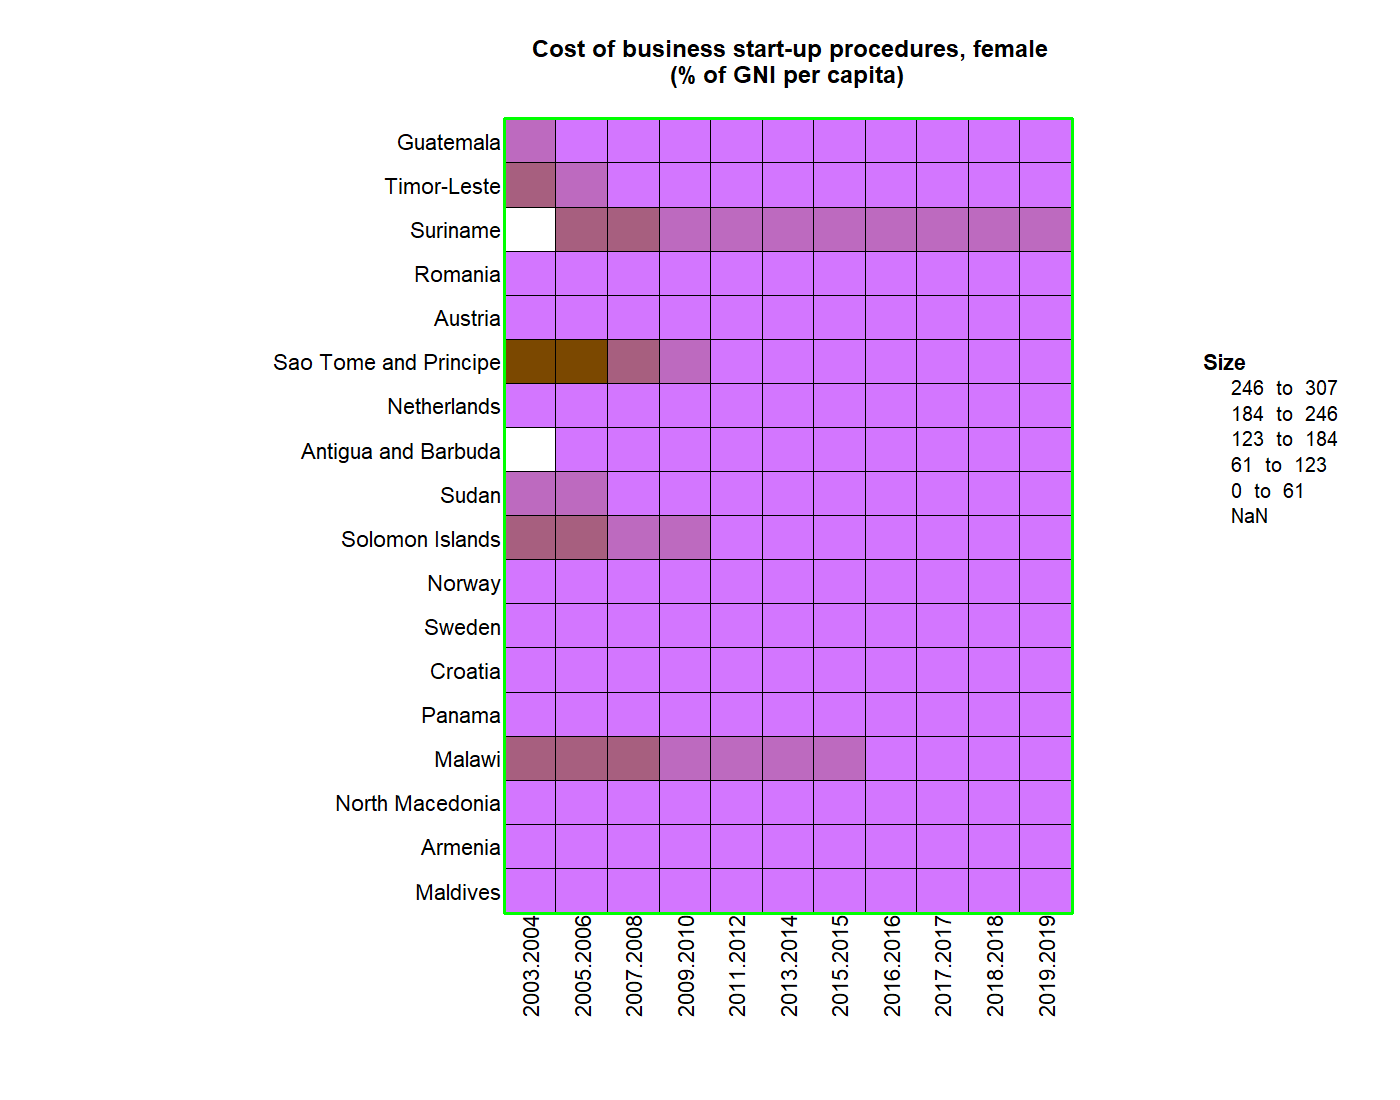 Cost of business start-up procedures, female
(% of GNI per capita)
Guatemala
Timor-Leste
Suriname
Romania
Austria
Sao Tome and Principe
Netherlands
Antigua and Barbuda
Sudan
Solomon Islands
Norway
Sweden
Croatia
Panama
Malawi
North Macedonia
Armenia
Maldives
2003.2004
2005.2006
2007.2008
2009.2010
2011.2012
2013.2014
2015.2015
2016.2016
2017.2017
2018.2018
2019.2019
Size
246 to 307
184 to 246
123 to 184
61 to 123
0 to 61
NaN